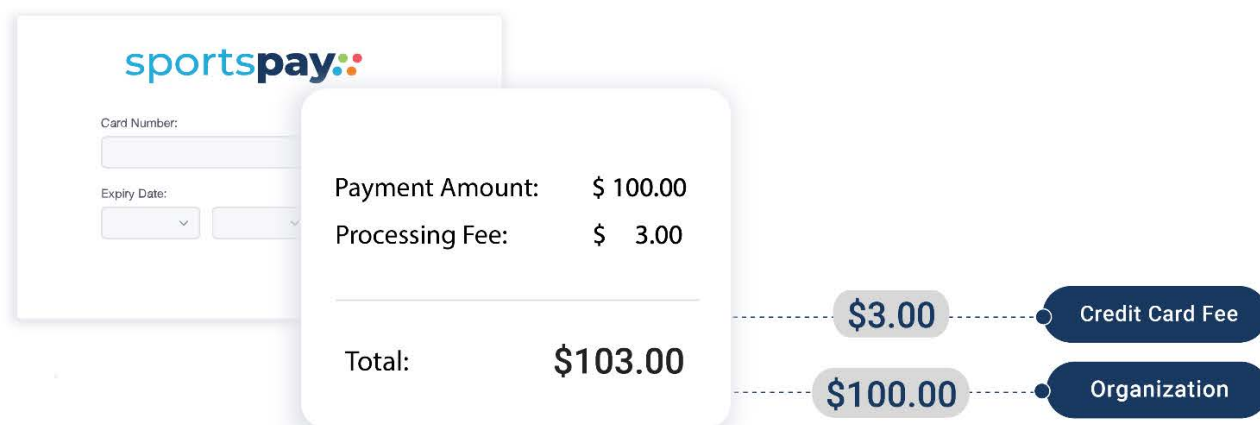 sportspay
Card Number:
Expiry Date:
Payment Amount: $ 100.00
Processing Fee: $ 3.00
Total: $103.00
$3.00 Credit Card Fee
$100.00 Organization